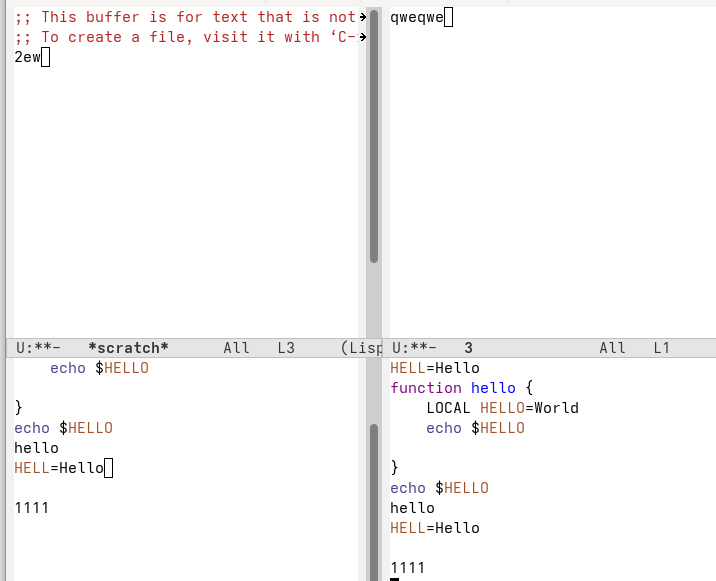 ;; This buffer is for text that is not
;; To create a file, visit it with ‘C-
2ew
qweqwe
U:**-   *scratch*      All   L3     (Lisp
U:**-   3              All   L1
    echo $HELLO

}
echo $HELLO
hello
HELL=Hello

1111
HELL=Hello
function hello {
    LOCAL HELLO=World
    echo $HELLO

}
echo $HELLO
hello
HELL=Hello

1111